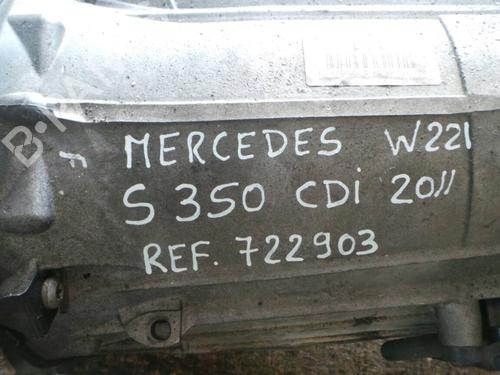 MERCEDES W221
S 350 CDi 2011
REF. 722903